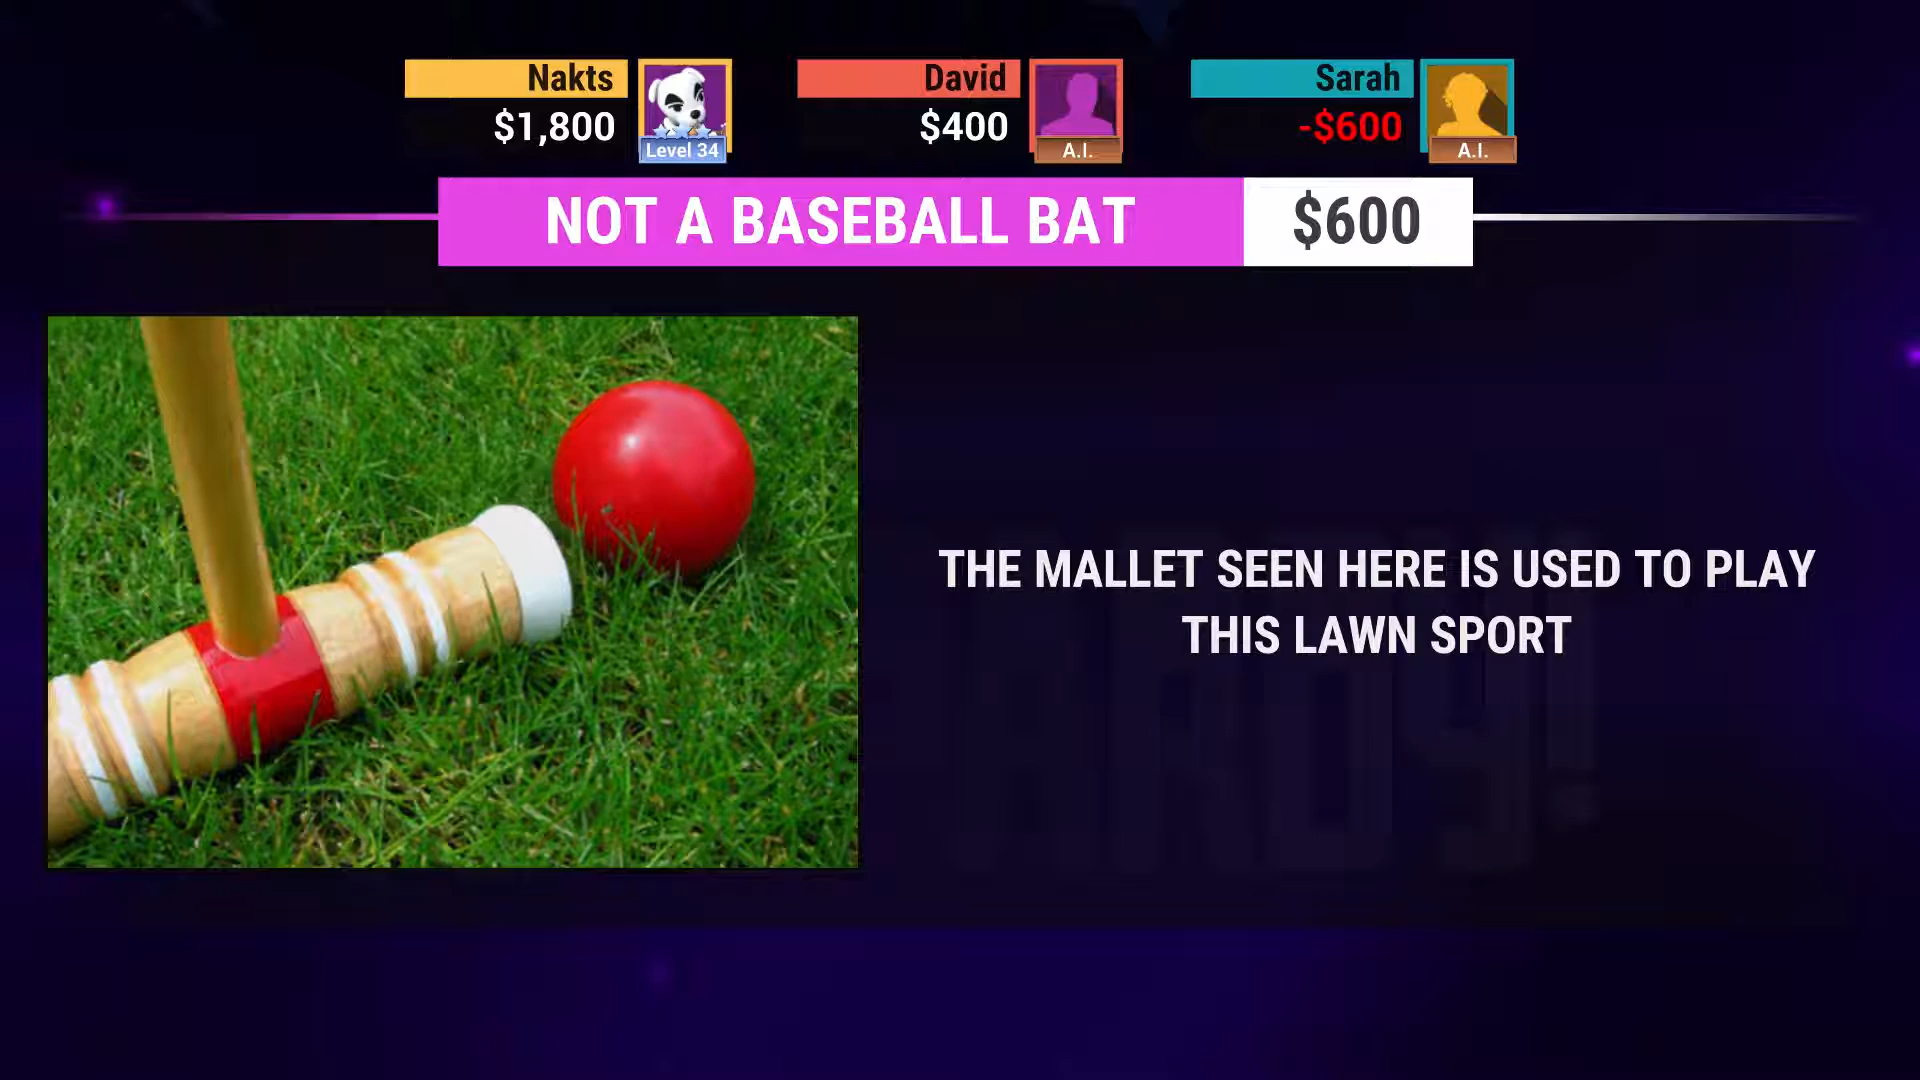 Nakts
$1,800
Level 34
David
$400
A.I.
Sarah
-$600
A.I.
NOT A BASEBALL BAT
$600
THE MALLET SEEN HERE IS USED TO PLAY
THIS LAWN SPORT